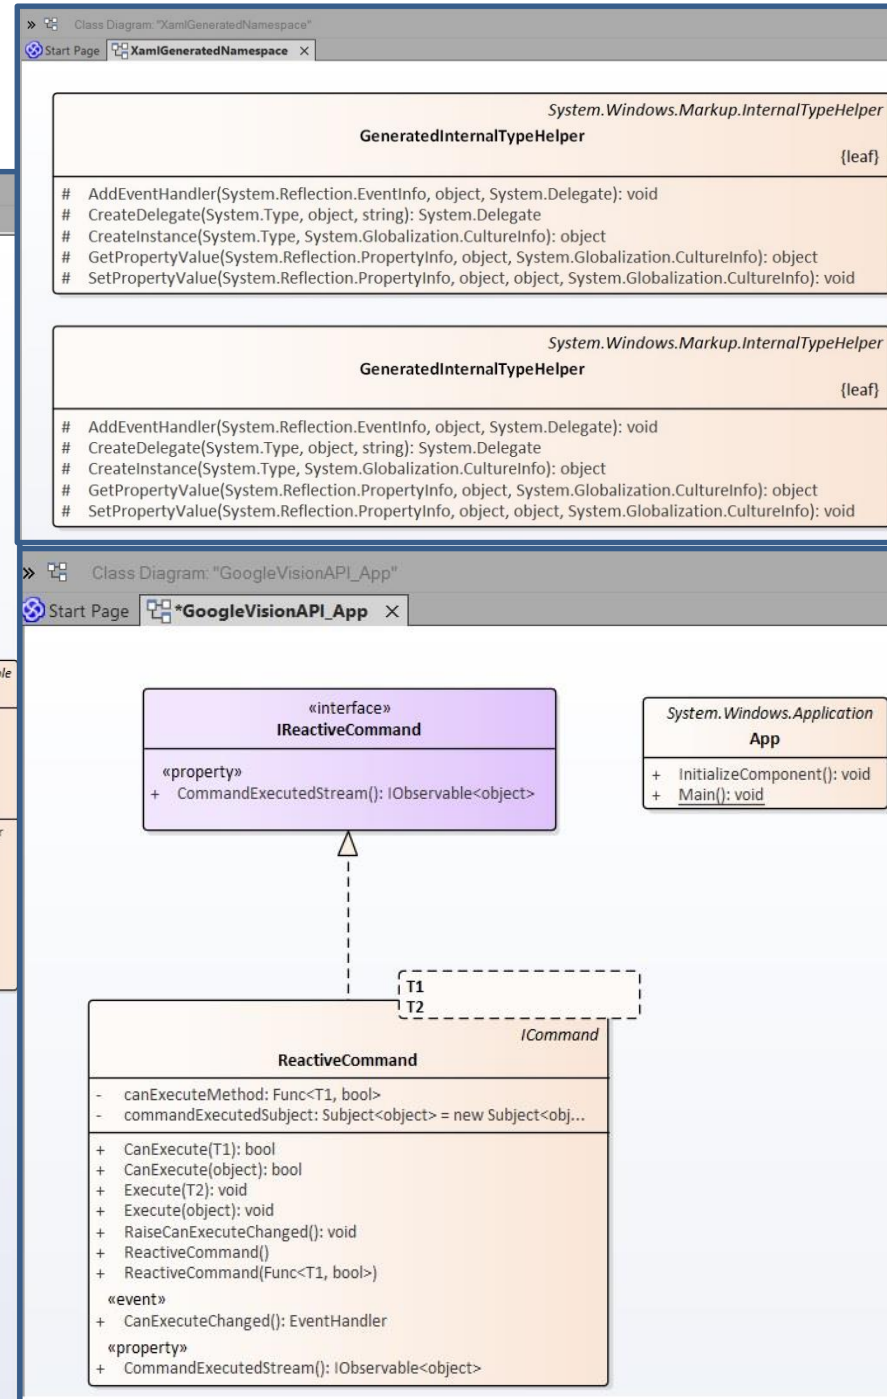 » Class Diagram: "XamlGeneratedNamespace"
Start Page XamlGeneratedNamespace ×
System.Windows.Markup.InternalTypeHelper
GeneratedInternalTypeHelper
{leaf}
# AddEventHandler(System.Reflection.EventInfo, object, System.Delegate): void
# CreateDelegate(System.Type, object, string): System.Delegate
# CreateInstance(System.Type, System.Globalization.CultureInfo): object
# GetPropertyValue(System.Reflection.PropertyInfo, object, System.Globalization.CultureInfo): object
# SetPropertyValue(System.Reflection.PropertyInfo, object, object, System.Globalization.CultureInfo): void
System.Windows.Markup.InternalTypeHelper
GeneratedInternalTypeHelper
{leaf}
# AddEventHandler(System.Reflection.EventInfo, object, System.Delegate): void
# CreateDelegate(System.Type, object, string): System.Delegate
# CreateInstance(System.Type, System.Globalization.CultureInfo): object
# GetPropertyValue(System.Reflection.PropertyInfo, object, System.Globalization.CultureInfo): object
# SetPropertyValue(System.Reflection.PropertyInfo, object, object, System.Globalization.CultureInfo): void
» Class Diagram: "GoogleVisionAPI_App"
Start Page *GoogleVisionAPI_App ×
«interface»
IReactiveCommand
«property»
+ CommandExecutedStream(): IObservable<object>
System.Windows.Application
App
+ InitializeComponent(): void
+ Main(): void
T1
T2
ICommand
ReactiveCommand
- canExecuteMethod: Func<T1, bool>
- commandExecutedSubject: Subject<object> = new Subject<obj...
+ CanExecute(T1): bool
+ CanExecute(object): bool
+ Execute(T2): void
+ Execute(object): void
+ RaiseCanExecuteChanged(): void
+ ReactiveCommand()
+ ReactiveCommand(Func<T1, bool>)
«event»
+ CanExecuteChanged(): EventHandler
«property»
+ CommandExecutedStream(): IObservable<object>